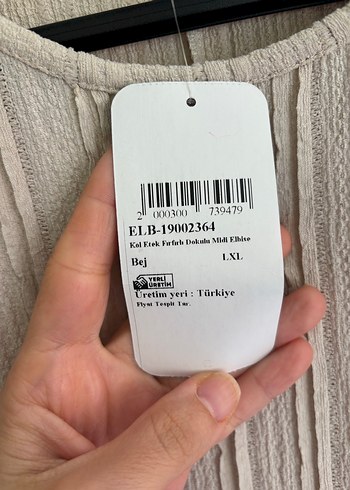 2 000300 739479
ELB-19002364
Kol Etek Fırfırlı Dokulu Midi Elbise
Bej LXL
YERLİ
ÜRETİM
Üretim yeri : Türkiye
Fiyat Tespit Tar.